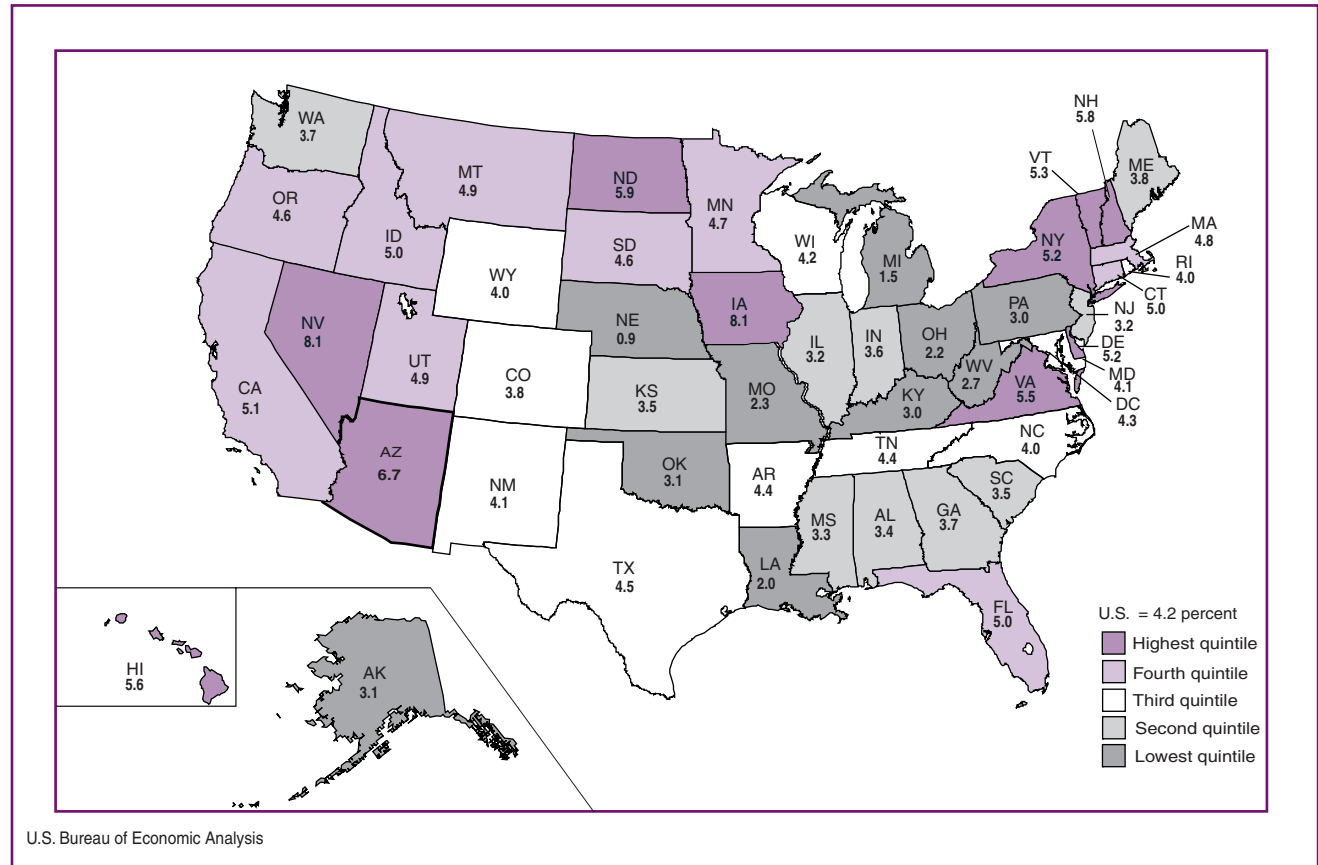 WA
3.7
OR
4.6
CA
5.1
NV
8.1
ID
5.0
MT
4.9
WY
4.0
UT
4.9
AZ
6.7
CO
3.8
NM
4.1
ND
5.9
SD
4.6
NE
0.9
KS
3.5
OK
3.1
TX
4.5
MN
4.7
IA
8.1
MO
2.3
AR
4.4
LA
2.0
WI
4.2
IL
3.2
MI
1.5
IN
3.6
OH
2.2
KY
3.0
TN
4.4
MS
3.3
AL
3.4
GA
3.7
FL
5.0
SC
3.5
NC
4.0
VA
5.5
WV
2.7
PA
3.0
NY
5.2
VT
5.3
NH
5.8
ME
3.8
MA
4.8
RI
4.0
CT
5.0
NJ
3.2
DE
5.2
MD
4.1
DC
4.3
HI
5.6
AK
3.1
U.S. = 4.2 percent
Highest quintile
Fourth quintile
Third quintile
Second quintile
Lowest quintile
U.S. Bureau of Economic Analysis